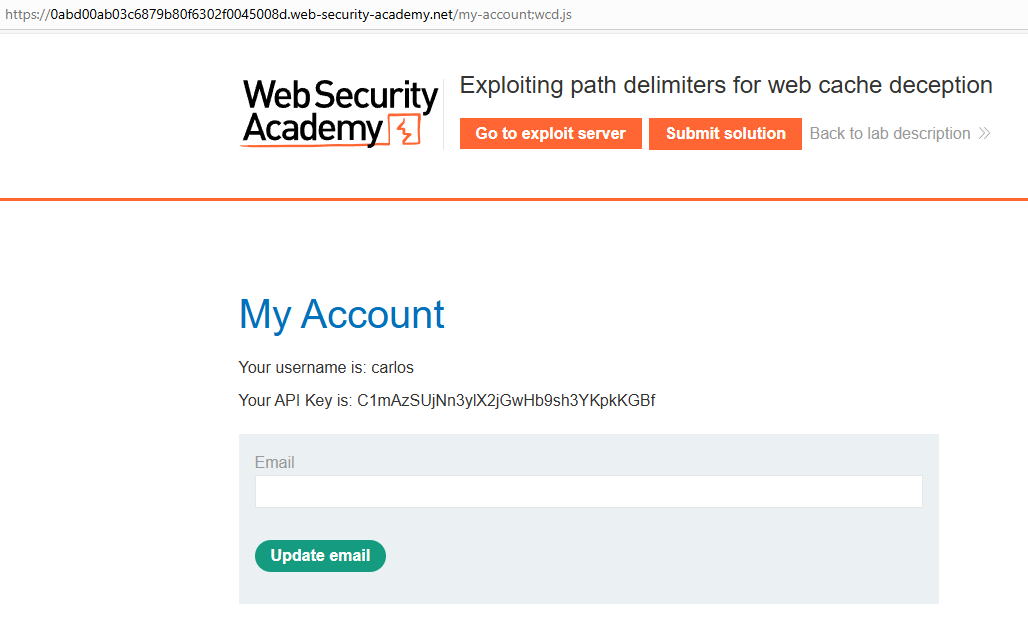 https://0abd00ab03c6879b80f6302f0045008d.web-security-academy.net/my-account;wcd.js
Web Security
Academy
Exploiting path delimiters for web cache deception
Go to exploit server
Submit solution
Back to lab description
My Account
Your username is: carlos
Your API Key is: C1mAzSUjNn3ylX2jGwHb9sh3YKpkKGBf
Email
Update email